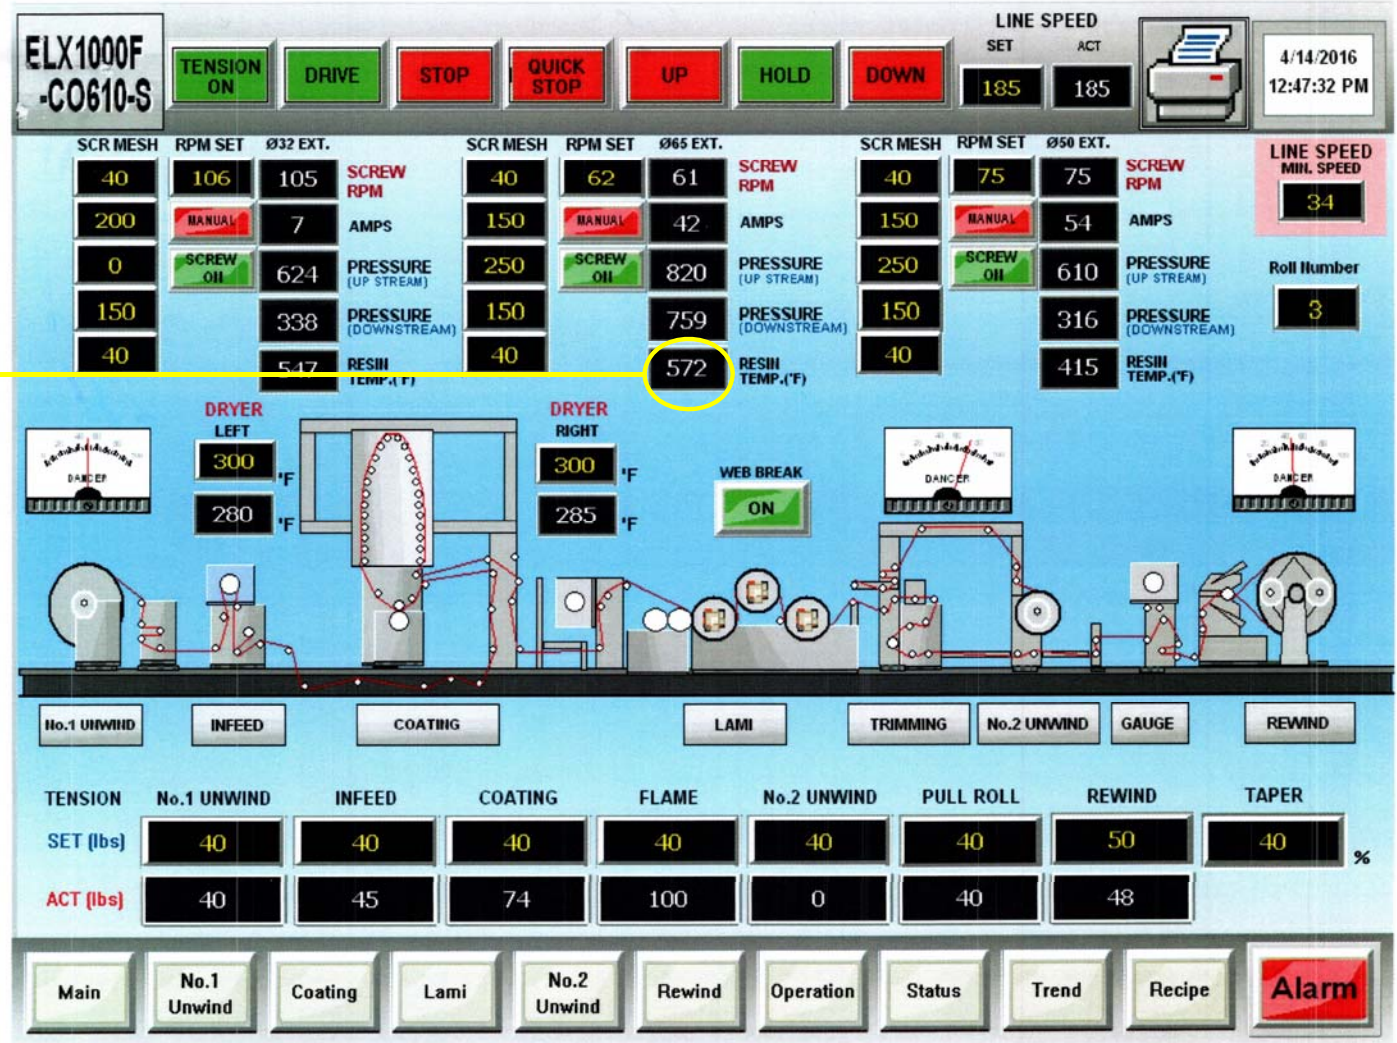 ELX1000F
-CO610-S
TENSION ON
DRIVE
STOP
QUICK STOP
UP
HOLD
DOWN
LINE SPEED
SET ACT
185 185
4/14/2016
12:47:32 PM
SCR MESH RPM SET Ø32 EXT.
40 106 105 SCREW RPM
200 MANUAL 7 AMPS
0 SCREW ON 624 PRESSURE (UP STREAM)
150 338 PRESSURE (DOWNSTREAM)
40 547 RESIN TEMP.(°F)
SCR MESH RPM SET Ø65 EXT.
40 62 61 SCREW RPM
150 MANUAL 42 AMPS
250 SCREW ON 820 PRESSURE (UP STREAM)
150 759 PRESSURE (DOWNSTREAM)
40 572 RESIN TEMP.(°F)
SCR MESH RPM SET Ø50 EXT.
40 75 75 SCREW RPM
150 MANUAL 54 AMPS
250 SCREW ON 610 PRESSURE (UP STREAM)
150 316 PRESSURE (DOWNSTREAM)
40 415 RESIN TEMP.(°F)
LINE SPEED
MIN. SPEED
34
Roll Number
3
DRYER
LEFT
300 °F
280 °F
DRYER
RIGHT
300 °F
285 °F
WEB BREAK
ON
DANCER
DANCER
DANCER
No.1 UNWIND INFEED COATING LAMI TRIMMING No.2 UNWIND GAUGE REWIND
TENSION No.1 UNWIND INFEED COATING FLAME No.2 UNWIND PULL ROLL REWIND TAPER
SET (lbs) 40 40 40 40 40 40 50 40 %
ACT (lbs) 40 45 74 100 0 40 48
Main
No.1 Unwind
Coating
Lami
No.2 Unwind
Rewind
Operation
Status
Trend
Recipe
Alarm